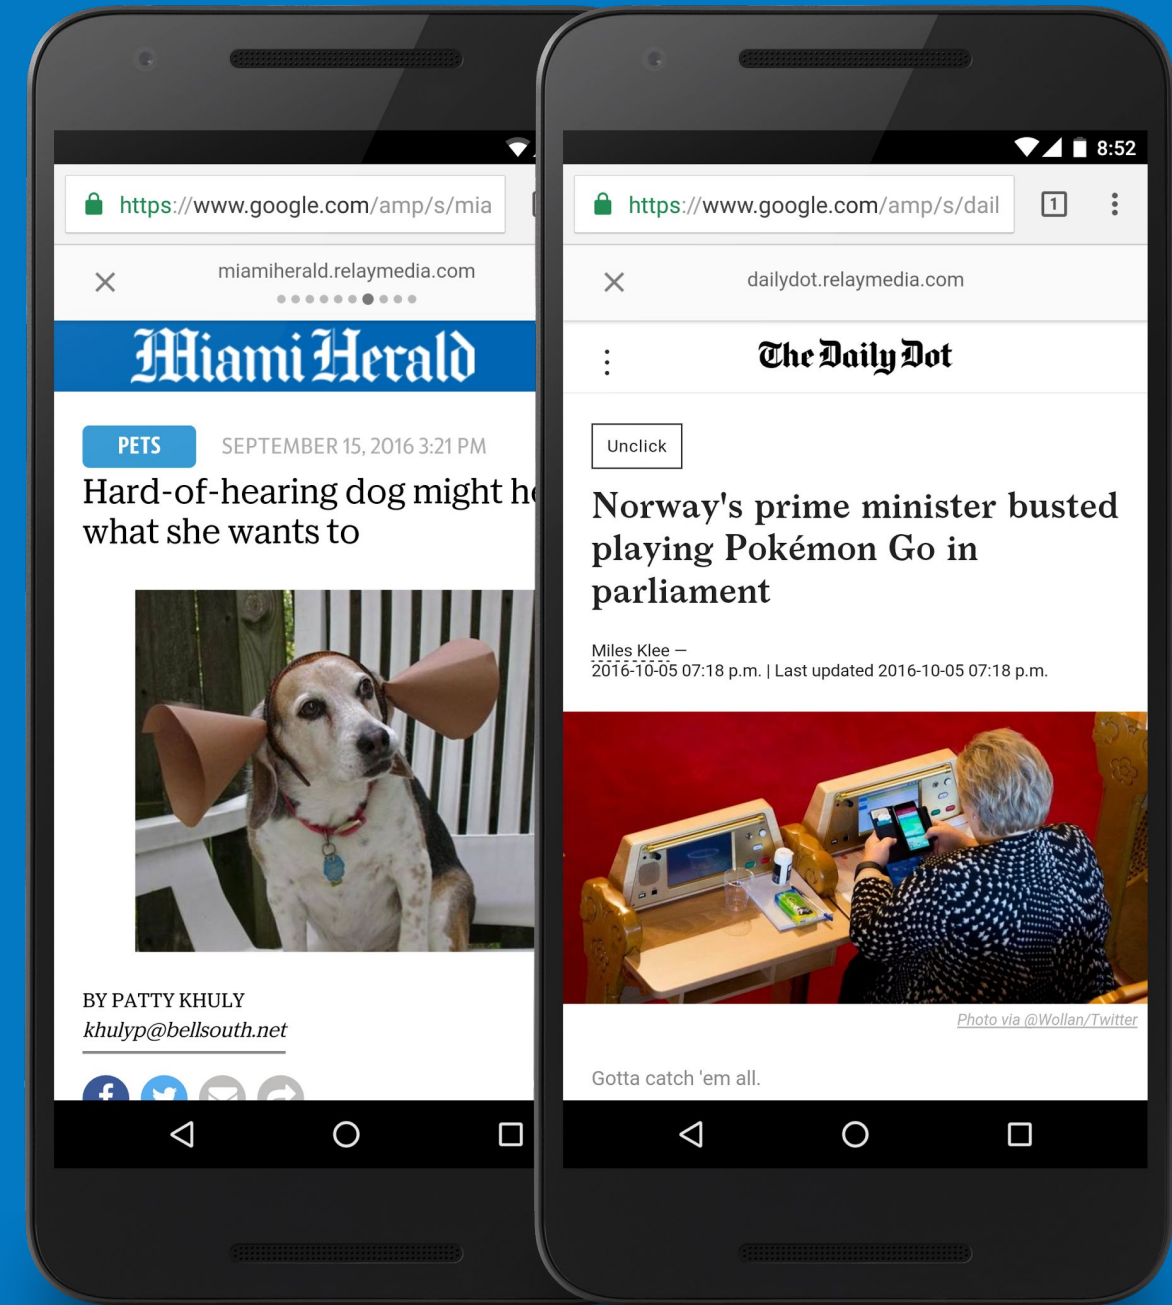 https://www.google.com/amp/s/mia
miamiherald.relaymedia.com
Miami Herald
PETS
SEPTEMBER 15, 2016 3:21 PM
Hard-of-hearing dog might
what she wants to
BY PATTY KHULY
khulyp@bellsouth.net
8:52
https://www.google.com/amp/s/dail
1
dailydot.relaymedia.com
The Daily Dot
Unclick
Norway's prime minister busted
playing Pokémon Go in
parliament
Miles Klee —
2016-10-05 07:18 p.m. | Last updated 2016-10-05 07:18 p.m.
Photo via @Wollan/Twitter
Gotta catch 'em all.